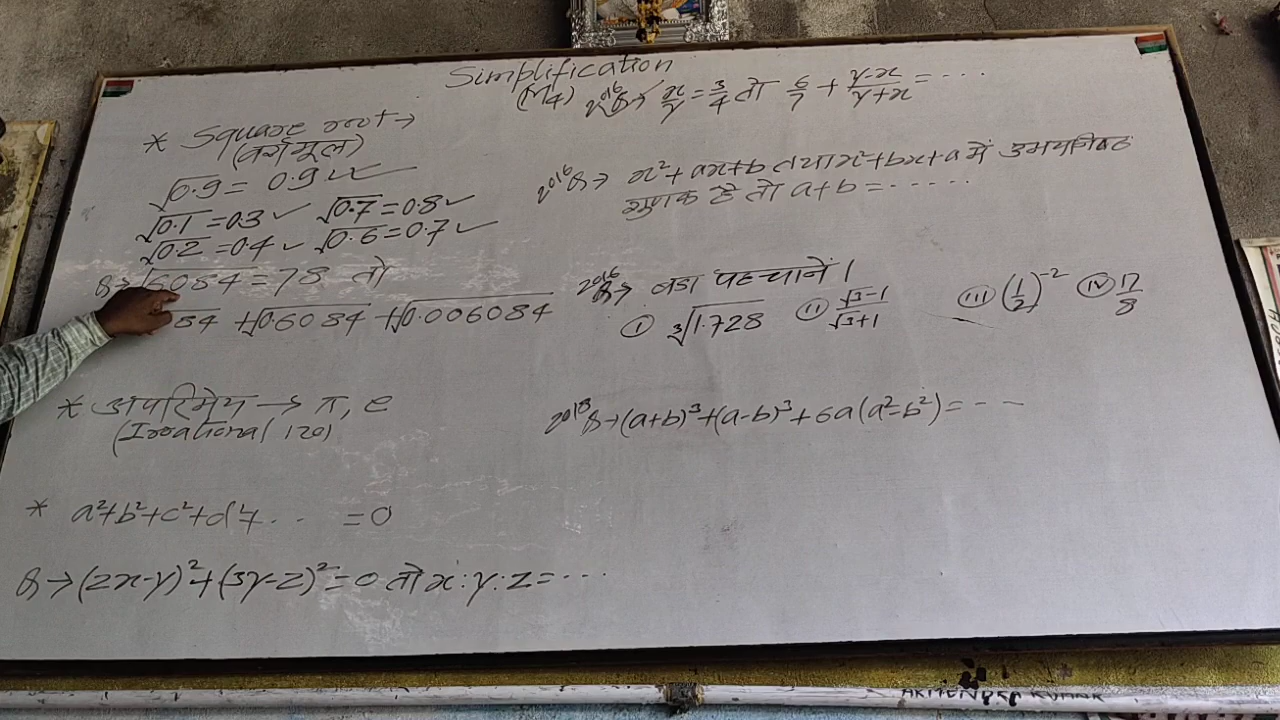 Simplification
(M4)
2016 Q→ x/y = 3/4 तो 6/7 + (y-x)/(y+x) = ...
* Square root→
(वर्गमूल)
√0.9 = 0.9
√0.1 = 0.3 ✓ √0.7 = 0.8 ✓
√0.2 = 0.4 ✓ √0.6 = 0.7 ✓
Q→ √6084 = 78 तो
84 + √0.6084 + √0.006084
* अपरिमेय → π, e
(Irrational no)
* a²+b²+c²+d²+.. = 0
Q→ (2x-y)²+(3y-z)²=0 तो x:y:z=...
2016 Q→ x²+ax+b तथा x²+bx+a में उभयनिष्ठ
गुणक है तो a+b = .....
2016 Q→ बडा पहचानें।
(i) ³√1.728 (ii) (√3-1)/(√3+1) (iii) (1/2)⁻² (iv) 17/8
2018 Q→ (a+b)³+(a-b)³+6a(a²-b²) = --